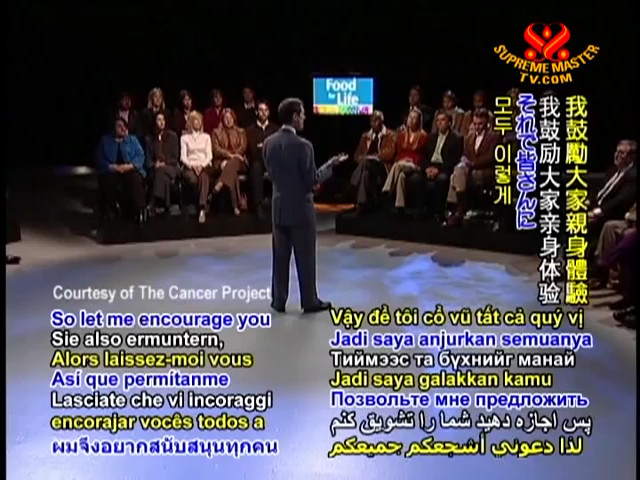 SUPREME MASTER
TV.COM
Food
for Life
我鼓勵大家親身體驗
我鼓励大家亲身体验
それで皆さんに
모두 이렇게
Courtesy of The Cancer Project
So let me encourage you
Sie also ermuntern,
Alors laissez-moi vous
Así que permítanme
Lasciate che vi incoraggi
encorajar vocês todos a
ผมจึงอยากสนับสนุนทุกคน
Vậy để tôi cổ vũ tất cả quý vị
Jadi saya anjurkan semuanya
Тиймээс та бүхнийг манай
Jadi saya galakkan kamu
Позвольте мне предложить
پس اجازه دهید شما را تشویق کنم
لذا دعوني أشجعكم جميعكم